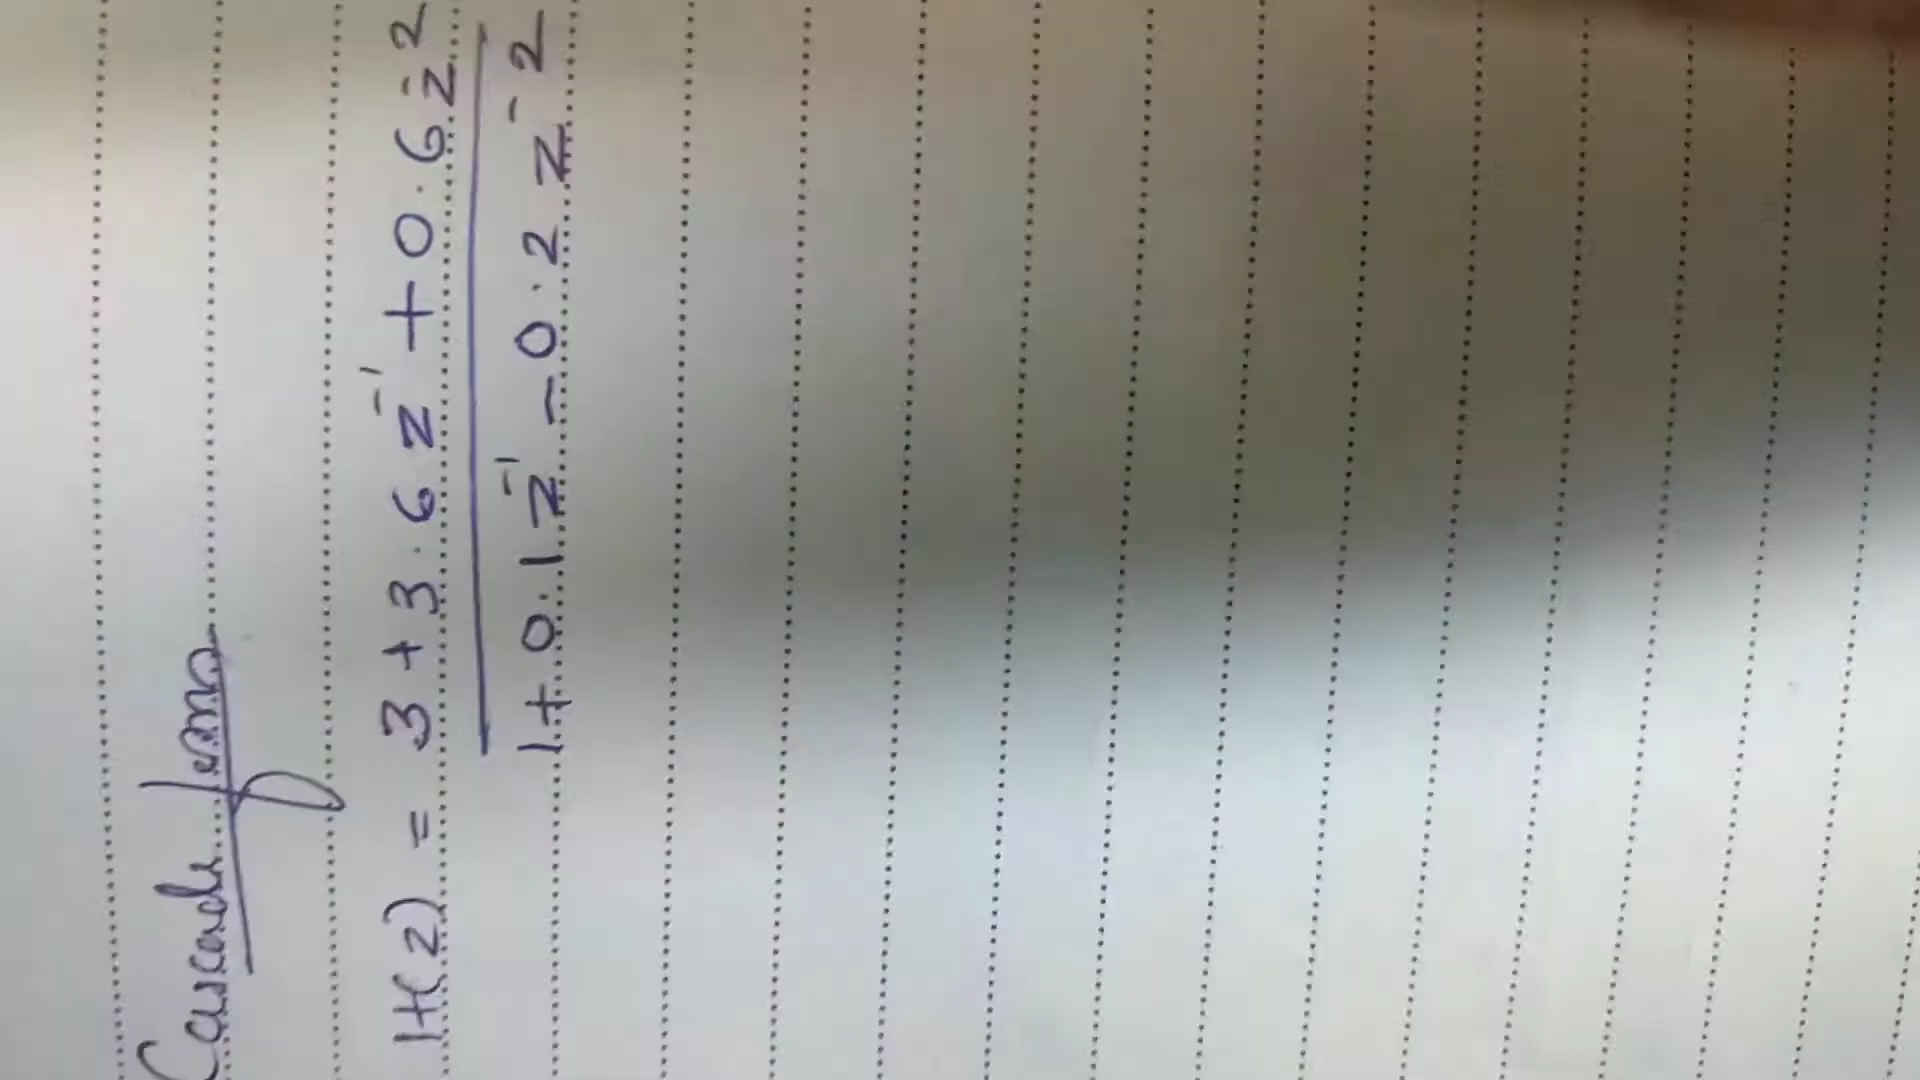 Cascade form
H(z) = 3 + 3.6 z⁻¹ + 0.6 z⁻²
1 + 0.1 z⁻¹ - 0.2 z⁻²